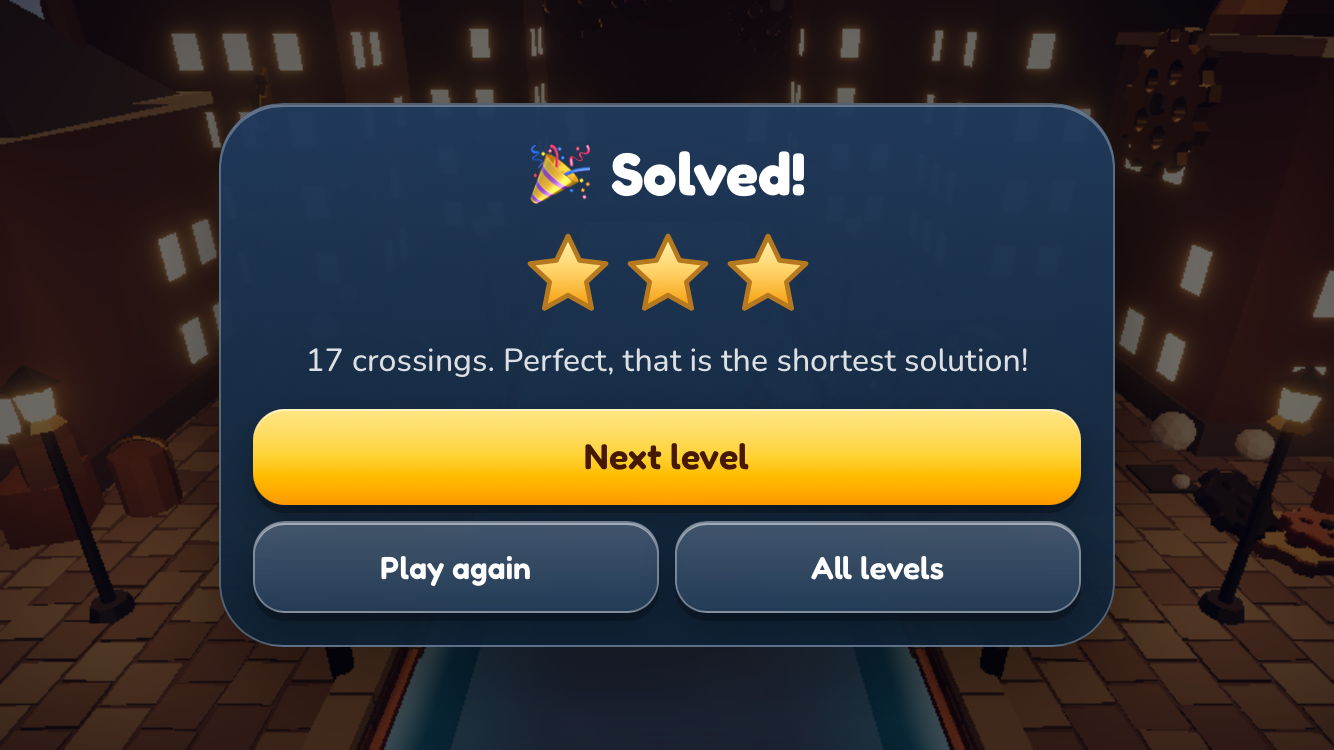 Solved!
17 crossings. Perfect, that is the shortest solution!
Next level
Play again
All levels